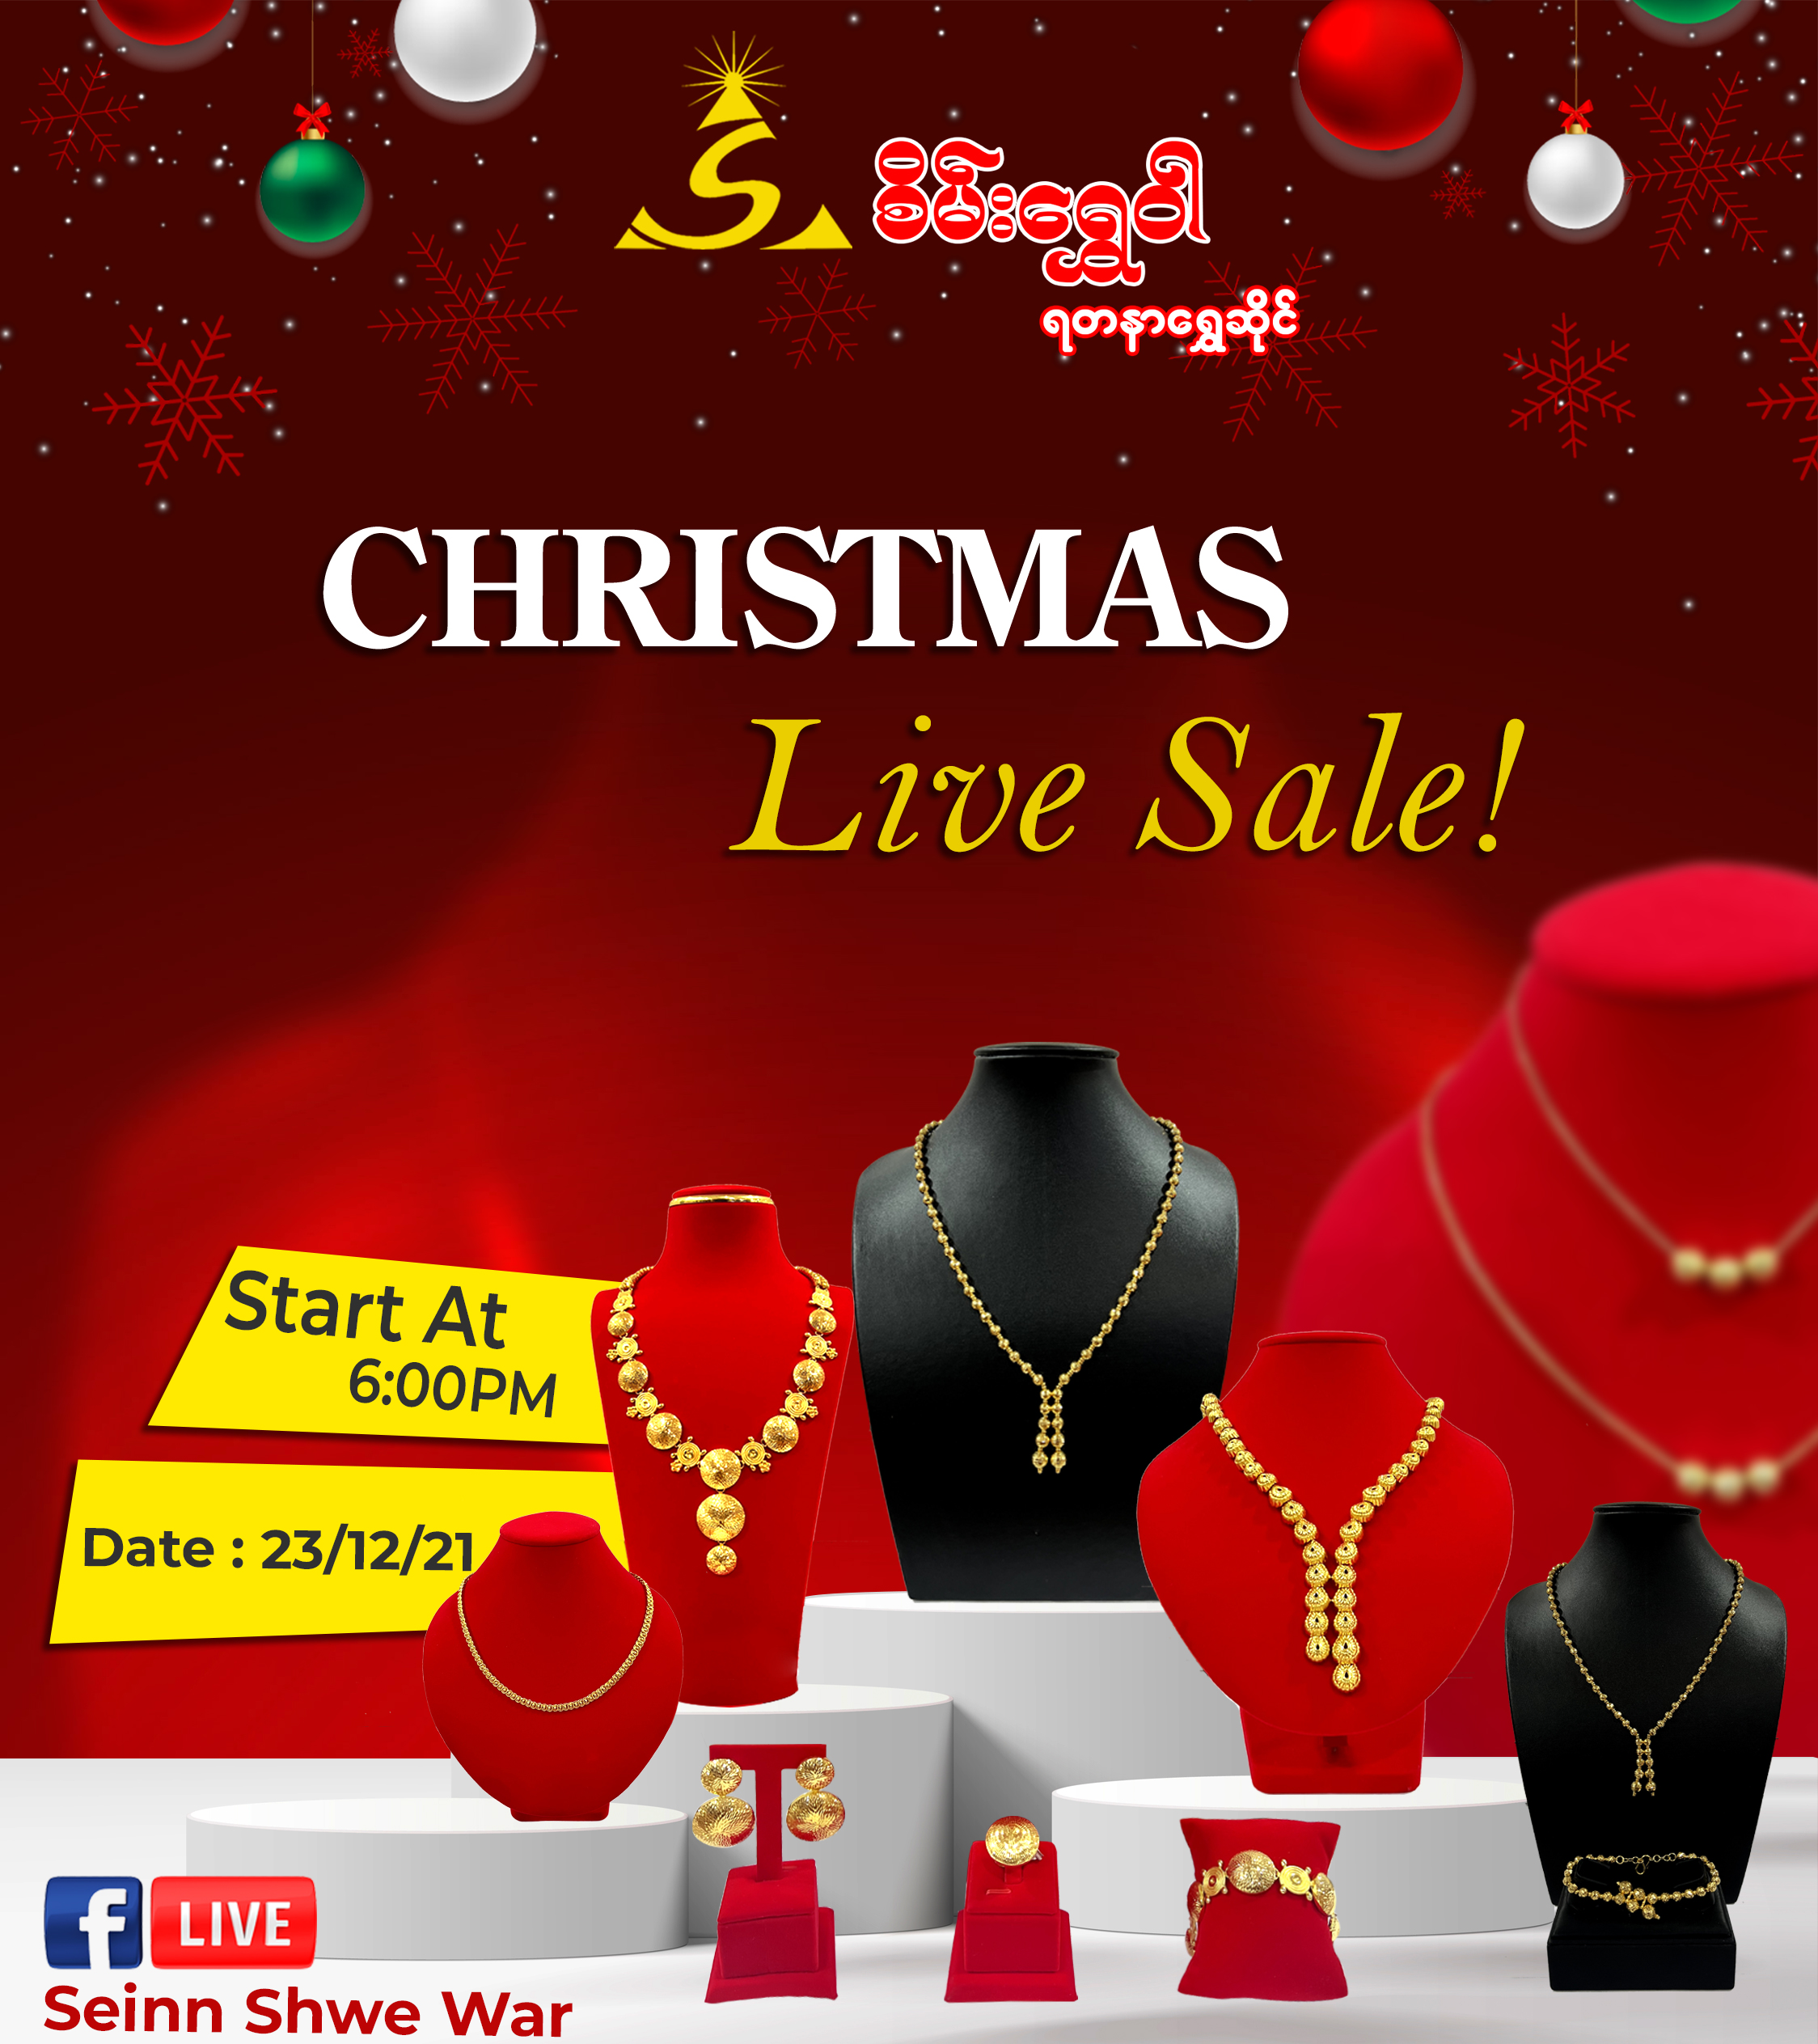 စိမ်းရွှေဝါ
ရတနာရွှေဆိုင်
CHRISTMAS
Live Sale!
Start At
6:00PM
Date : 23/12/21
f LIVE
Seinn Shwe War